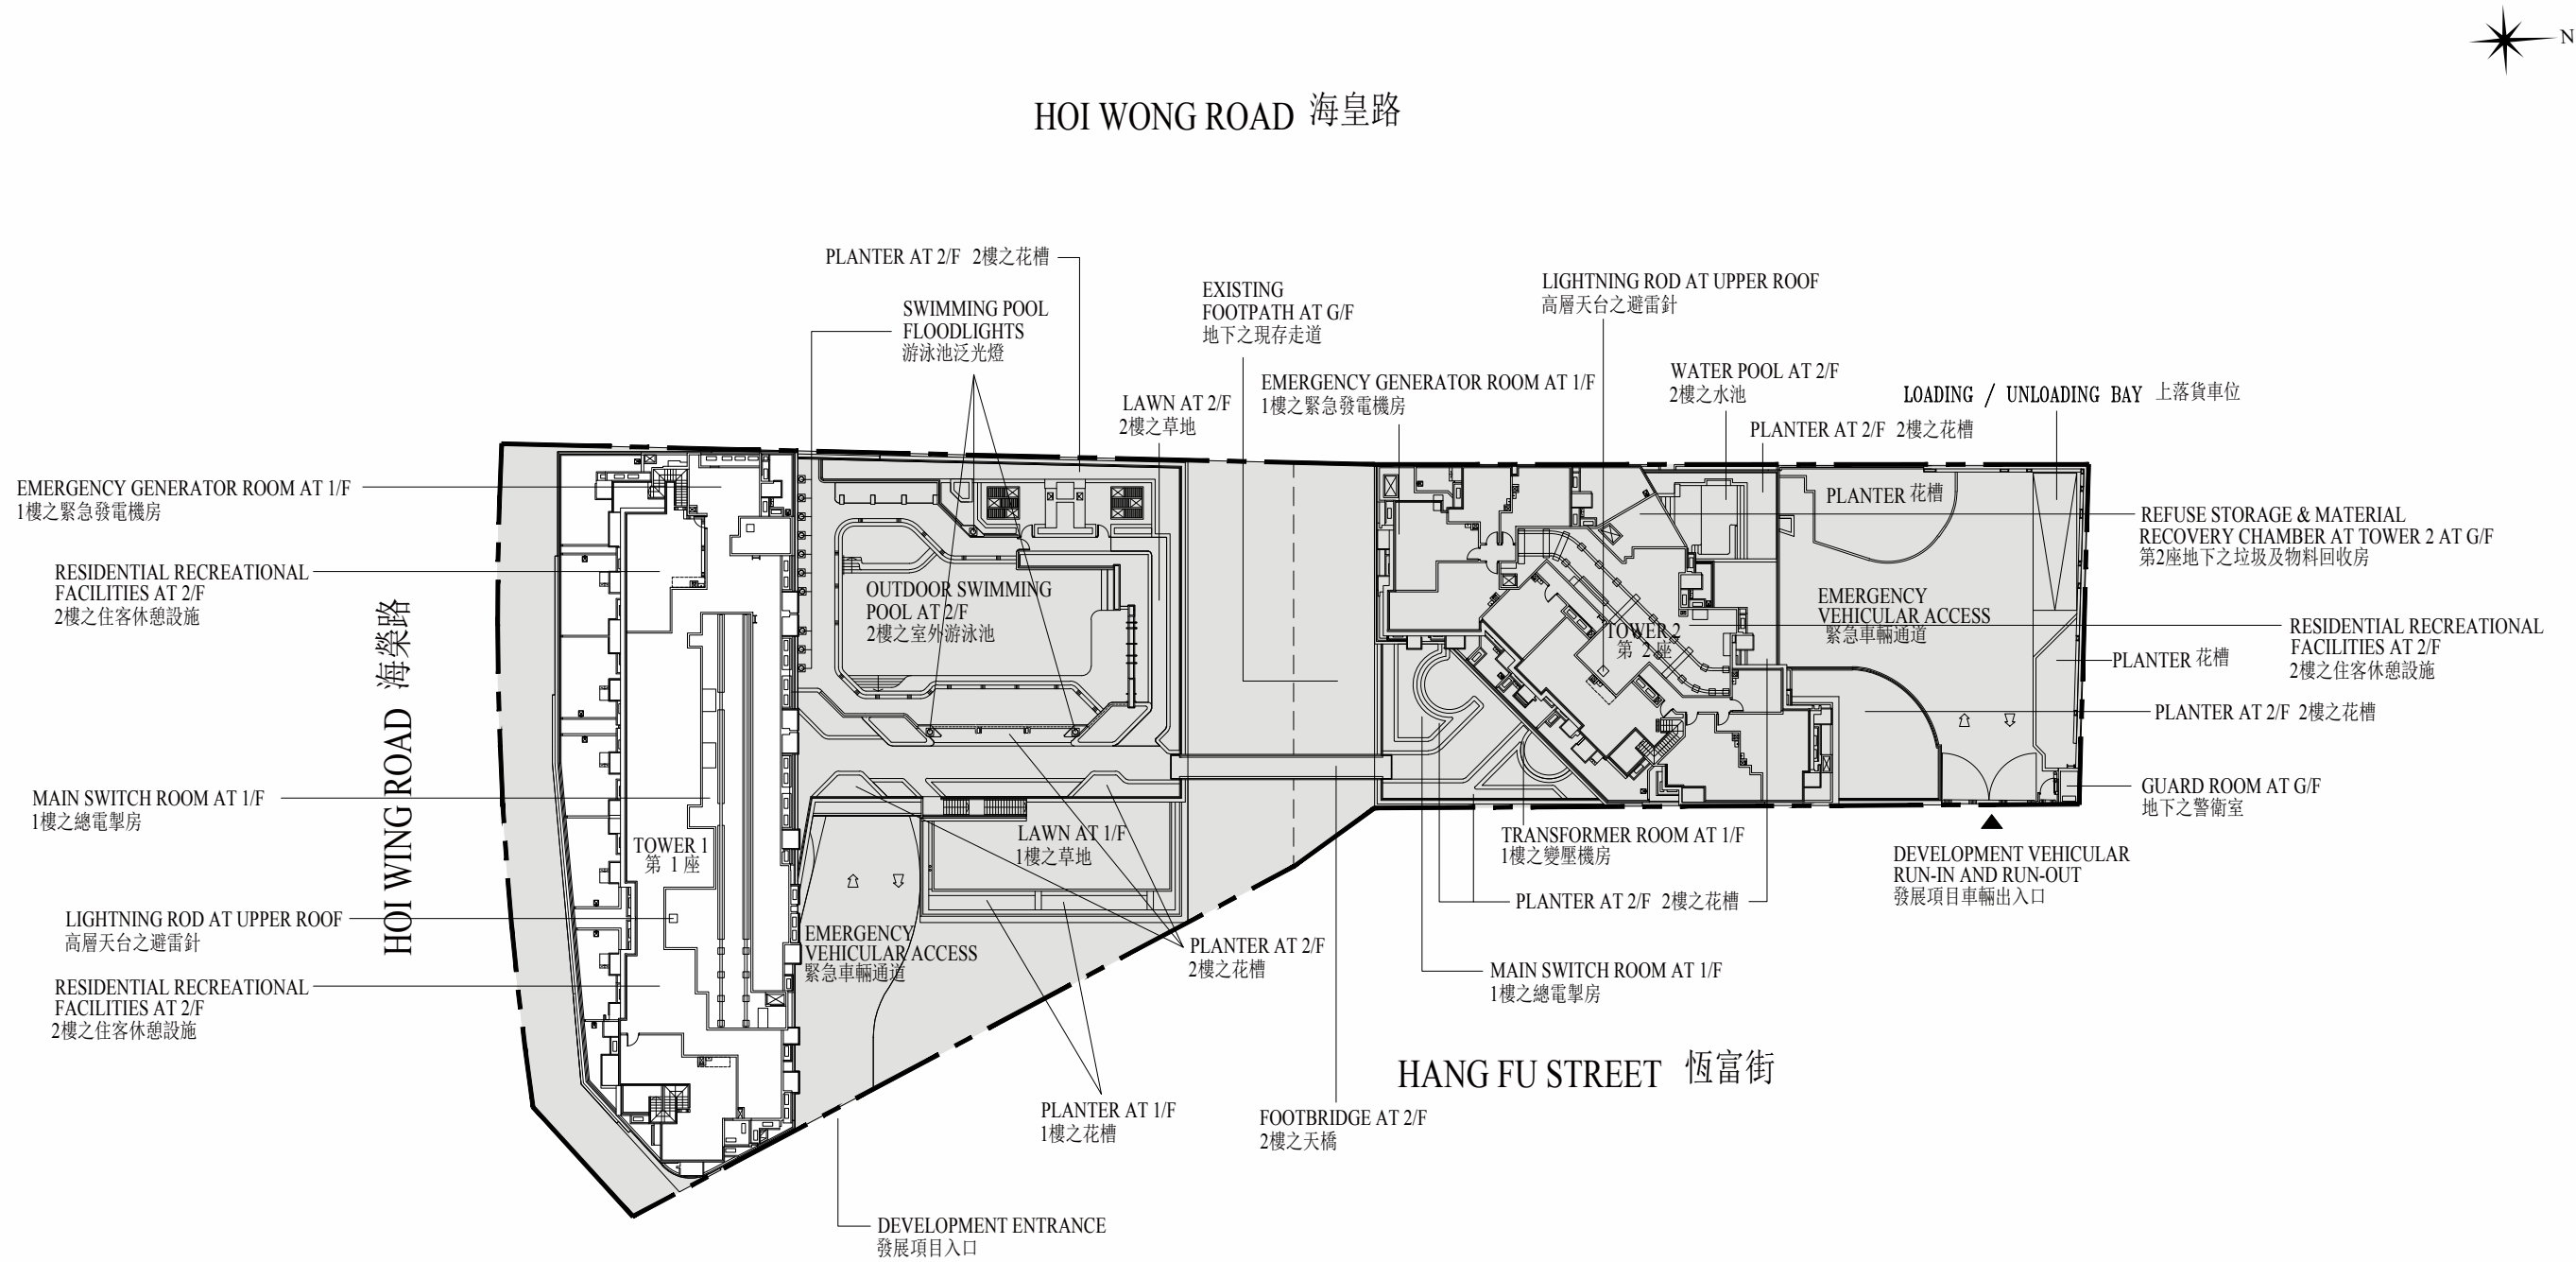 N
HOI WONG ROAD 海皇路
PLANTER AT 2/F 2樓之花槽
SWIMMING POOL
FLOODLIGHTS
游泳池泛光燈
EXISTING
FOOTPATH AT G/F
地下之現存走道
LIGHTNING ROD AT UPPER ROOF
高層天台之避雷針
LAWN AT 2/F
2樓之草地
EMERGENCY GENERATOR ROOM AT 1/F
1樓之緊急發電機房
WATER POOL AT 2/F
2樓之水池
LOADING / UNLOADING BAY 上落貨車位
PLANTER AT 2/F 2樓之花槽
EMERGENCY GENERATOR ROOM AT 1/F
1樓之緊急發電機房
PLANTER 花槽
REFUSE STORAGE & MATERIAL
RECOVERY CHAMBER AT TOWER 2 AT G/F
第2座地下之垃圾及物料回收房
RESIDENTIAL RECREATIONAL
FACILITIES AT 2/F
2樓之住客休憩設施
OUTDOOR SWIMMING
POOL AT 2/F
2樓之室外游泳池
TOWER 2
第 2 座
EMERGENCY
VEHICULAR ACCESS
緊急車輛通道
RESIDENTIAL RECREATIONAL
FACILITIES AT 2/F
2樓之住客休憩設施
PLANTER 花槽
HOI WING ROAD 海榮路
PLANTER AT 2/F 2樓之花槽
MAIN SWITCH ROOM AT 1/F
1樓之總電掣房
GUARD ROOM AT G/F
地下之警衛室
TOWER 1
第 1 座
LAWN AT 1/F
1樓之草地
TRANSFORMER ROOM AT 1/F
1樓之變壓機房
DEVELOPMENT VEHICULAR
RUN-IN AND RUN-OUT
發展項目車輛出入口
PLANTER AT 2/F 2樓之花槽
LIGHTNING ROD AT UPPER ROOF
高層天台之避雷針
EMERGENCY
VEHICULAR ACCESS
緊急車輛通道
PLANTER AT 2/F
2樓之花槽
MAIN SWITCH ROOM AT 1/F
1樓之總電掣房
RESIDENTIAL RECREATIONAL
FACILITIES AT 2/F
2樓之住客休憩設施
HANG FU STREET 恆富街
PLANTER AT 1/F
1樓之花槽
FOOTBRIDGE AT 2/F
2樓之天橋
DEVELOPMENT ENTRANCE
發展項目入口